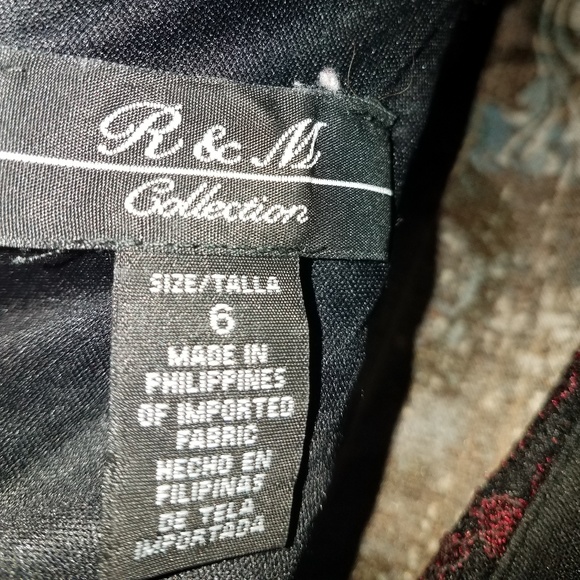 R & M
Collection
SIZE/TALLA
6
MADE IN
PHILIPPINES
OF IMPORTED
FABRIC
HECHO EN
FILIPINAS
DE TELA
IMPORTADA